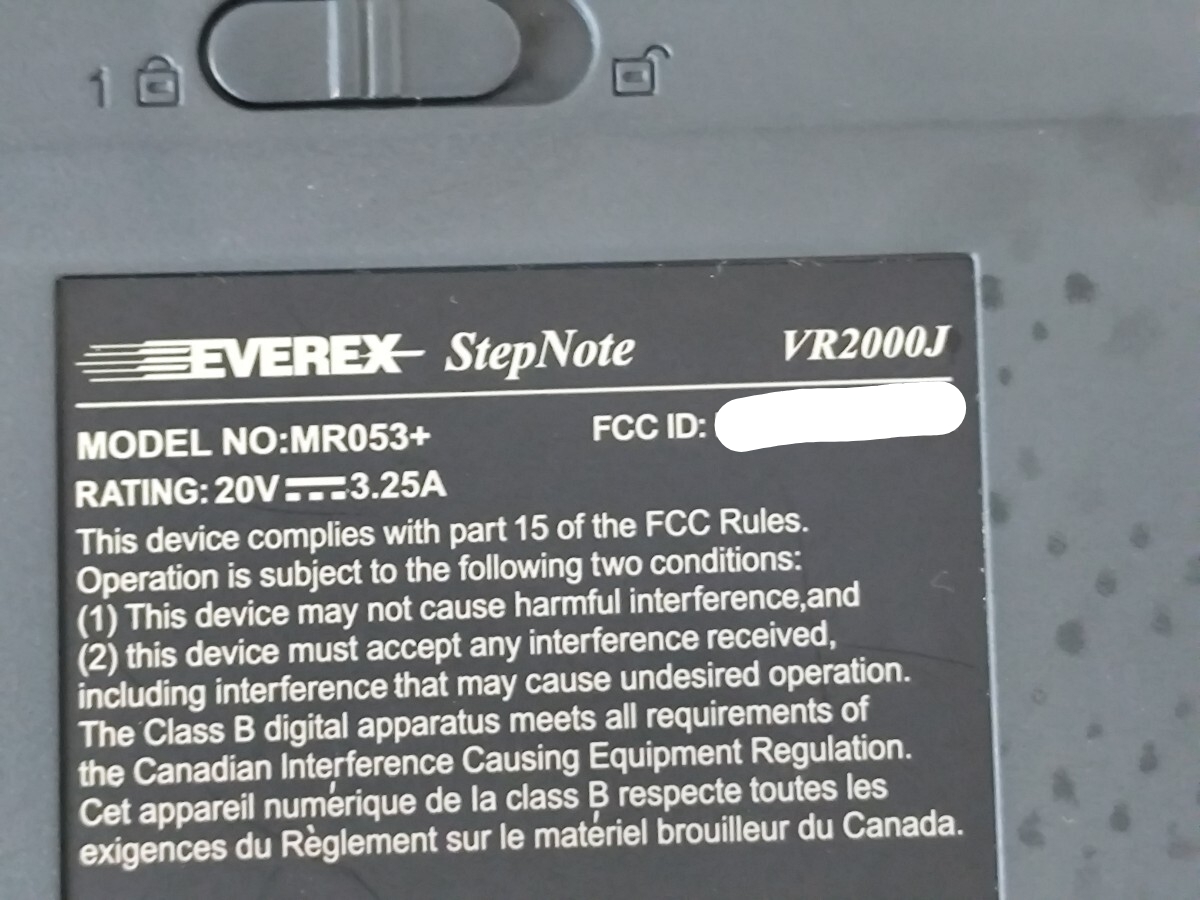 1
EVEREX StepNote VR2000J
MODEL NO:MR053+ FCC ID:
RATING: 20V⎓3.25A
This device complies with part 15 of the FCC Rules.
Operation is subject to the following two conditions:
(1) This device may not cause harmful interference,and
(2) this device must accept any interference received,
including interference that may cause undesired operation.
The Class B digital apparatus meets all requirements of
the Canadian Interference Causing Equipment Regulation.
Cet appareil numérique de la class B respecte toutes les
exigences du Règlement sur le matériel brouilleur du Canada.